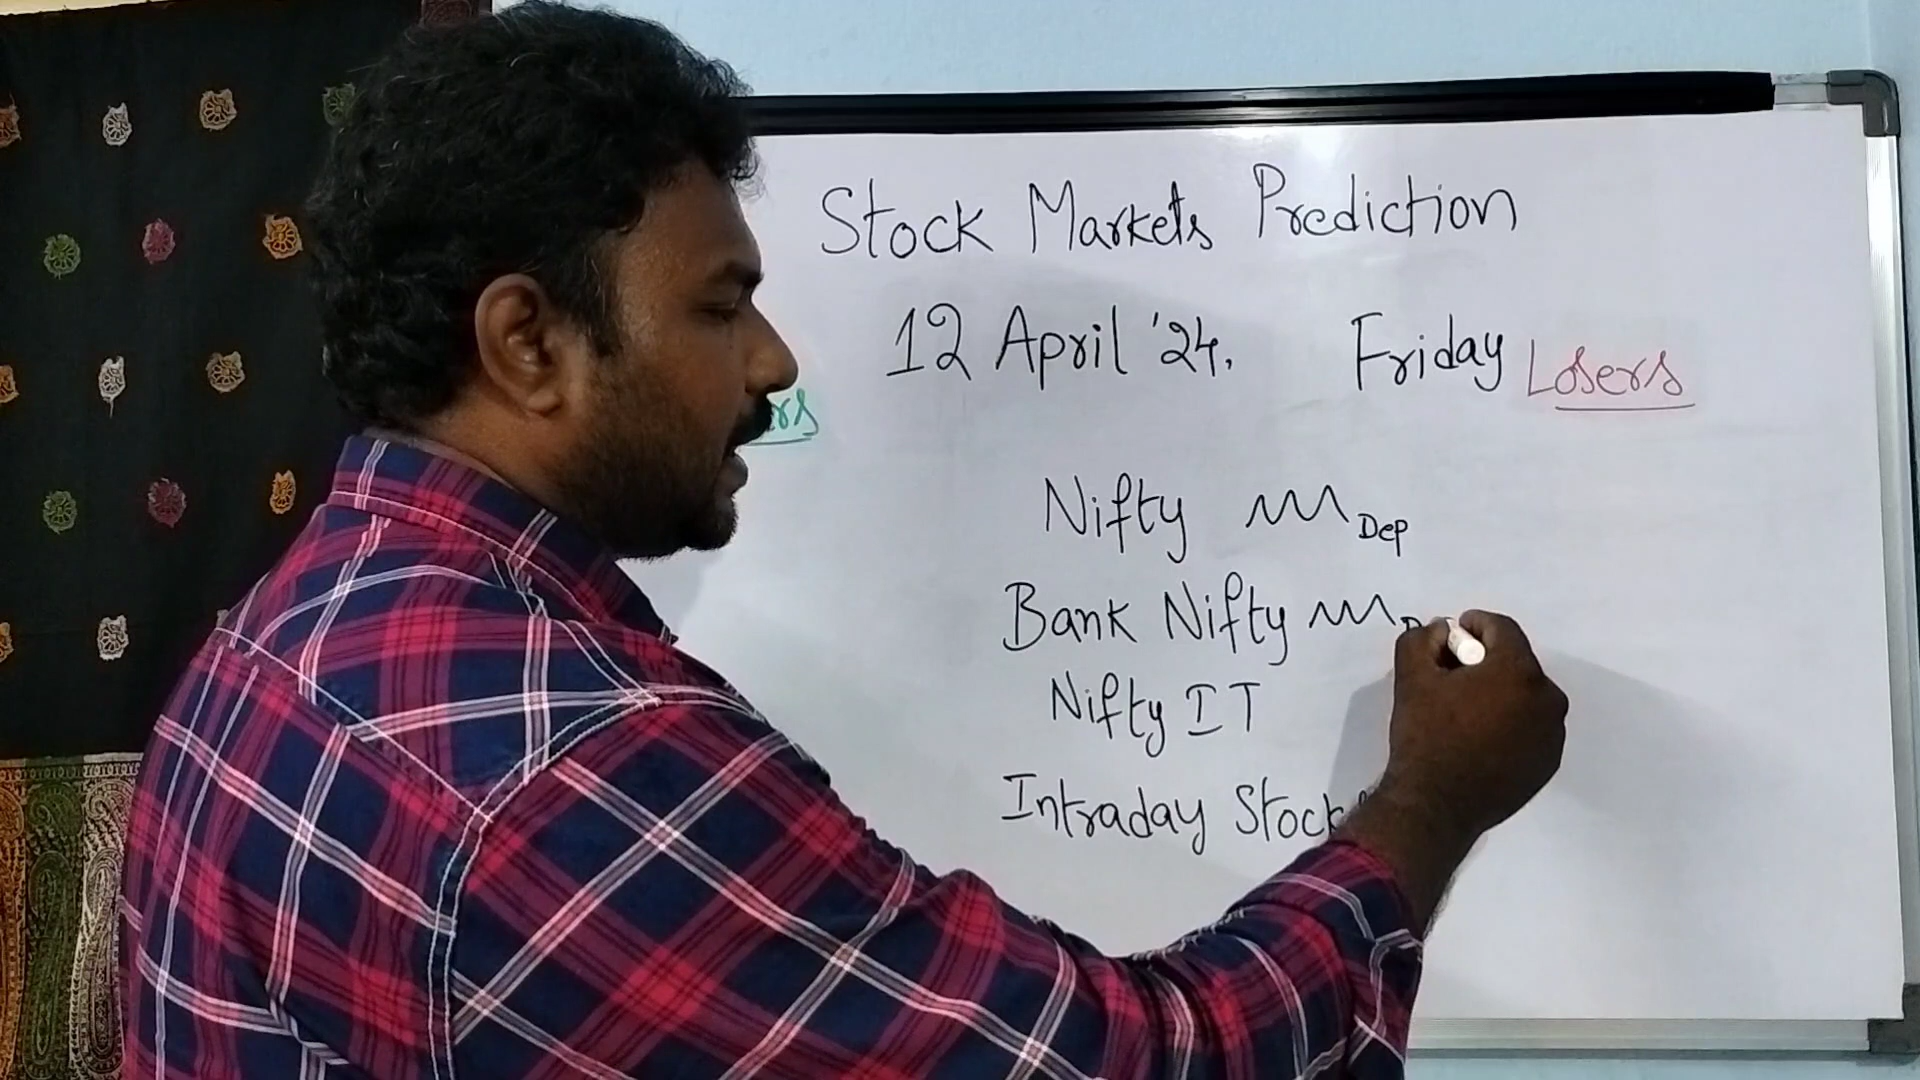 Stock Markets Prediction
12 April '24. Friday
Losers
Nifty Dep
Bank Nifty
Nifty IT
Intraday Stock